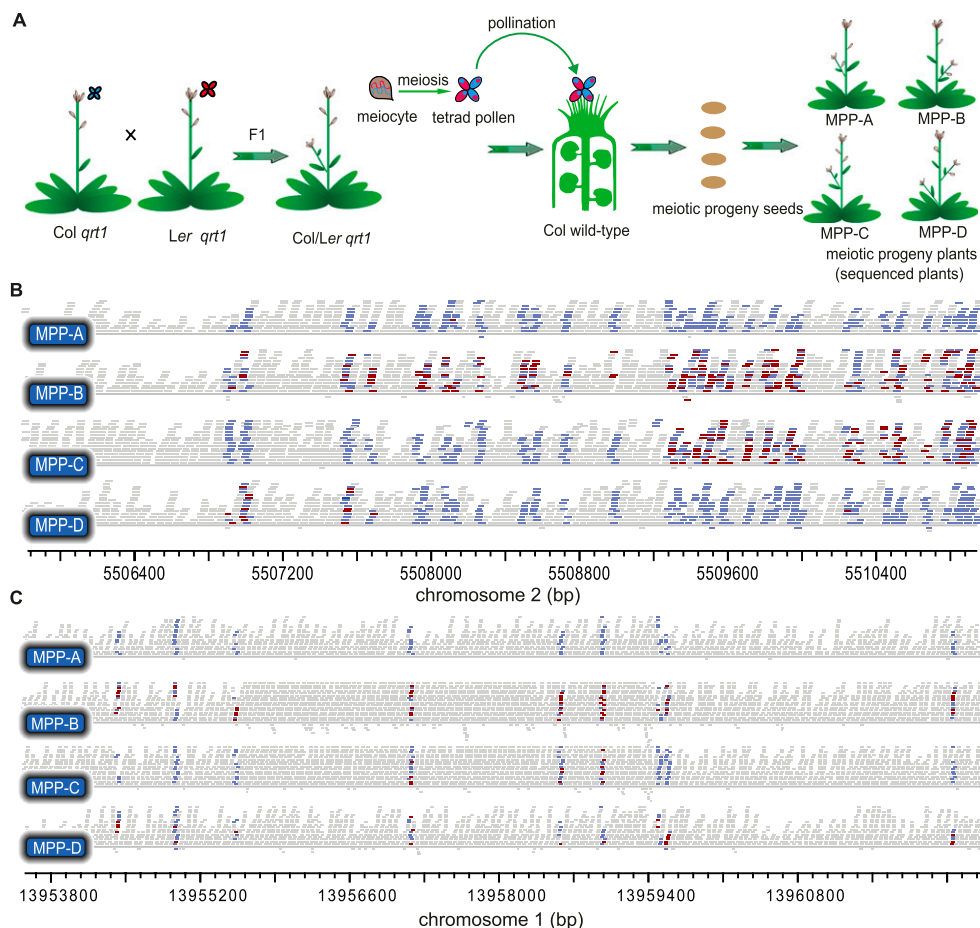 A
pollination
meiosis
meiocyte
tetrad pollen
F1
×
Col qrt1
Ler qrt1
Col/Ler qrt1
Col wild-type
meiotic progeny seeds
MPP-A
MPP-B
MPP-C
MPP-D
meiotic progeny plants
(sequenced plants)
B
MPP-A
MPP-B
MPP-C
MPP-D
5506400 5507200 5508000 5508800 5509600 5510400
chromosome 2 (bp)
C
MPP-A
MPP-B
MPP-C
MPP-D
13953800 13955200 13956600 13958000 13959400 13960800
chromosome 1 (bp)